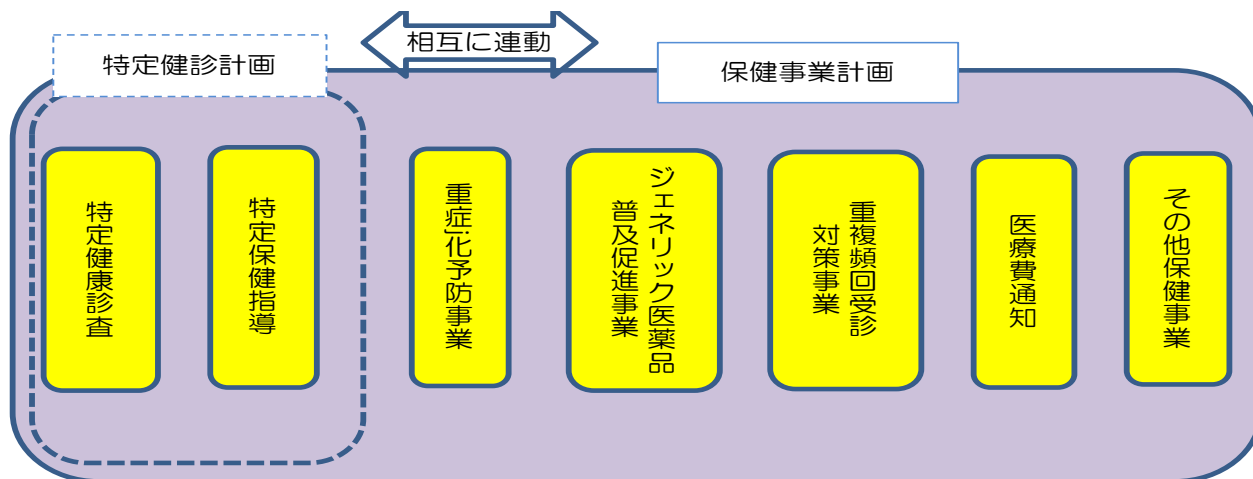 相互に連動
特定健診計画
保健事業計画
特定健康診査
特定保健指導
重症化予防事業
ジェネリック医薬品
普及促進事業
重複頻回受診
対策事業
医療費通知
その他保健事業